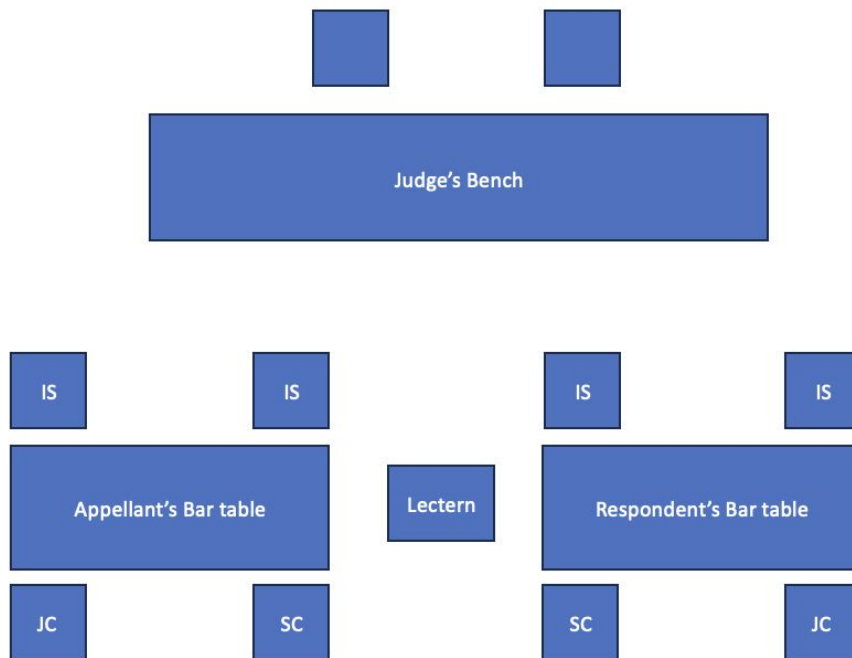 Judge’s Bench
IS
IS
IS
IS
Appellant’s Bar table
Lectern
Respondent’s Bar table
JC
SC
SC
JC